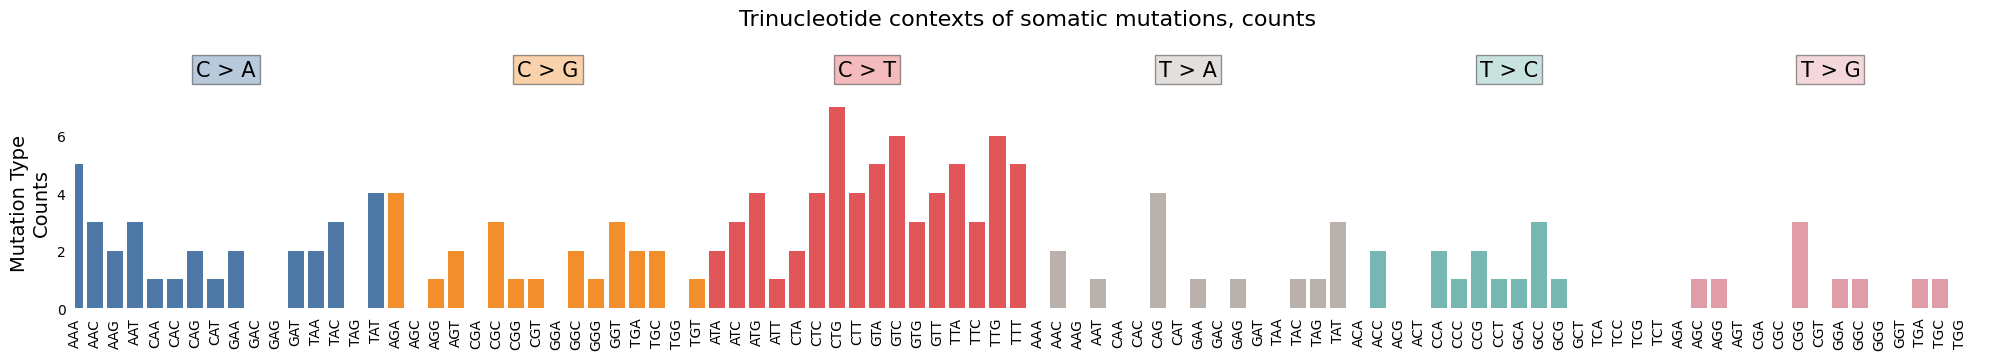 Trinucleotide contexts of somatic mutations, counts
C > A
C > G
C > T
T > A
T > C
T > G
Mutation Type
Counts
6
4
2
0
AAA AAC AAG AAT CAA CAC CAG CAT GAA GAC GAG GAT TAA TAC TAG TAT AGA AGC AGG AGT CGA CGC CGG CGT GGA GGC GGG GGT TGA TGC TGG TGT ATA ATC ATG ATT CTA CTC CTG CTT GTA GTC GTG GTT TTA TTC TTG TTT AAA AAC AAG AAT CAA CAC CAG CAT GAA GAC GAG GAT TAA TAC TAG TAT ACA ACC ACG ACT CCA CCC CCG CCT GCA GCC GCG GCT TCA TCC TCG TCT AGA AGC AGG AGT CGA CGC CGG CGT GGA GGC GGG GGT TGA TGC TGG